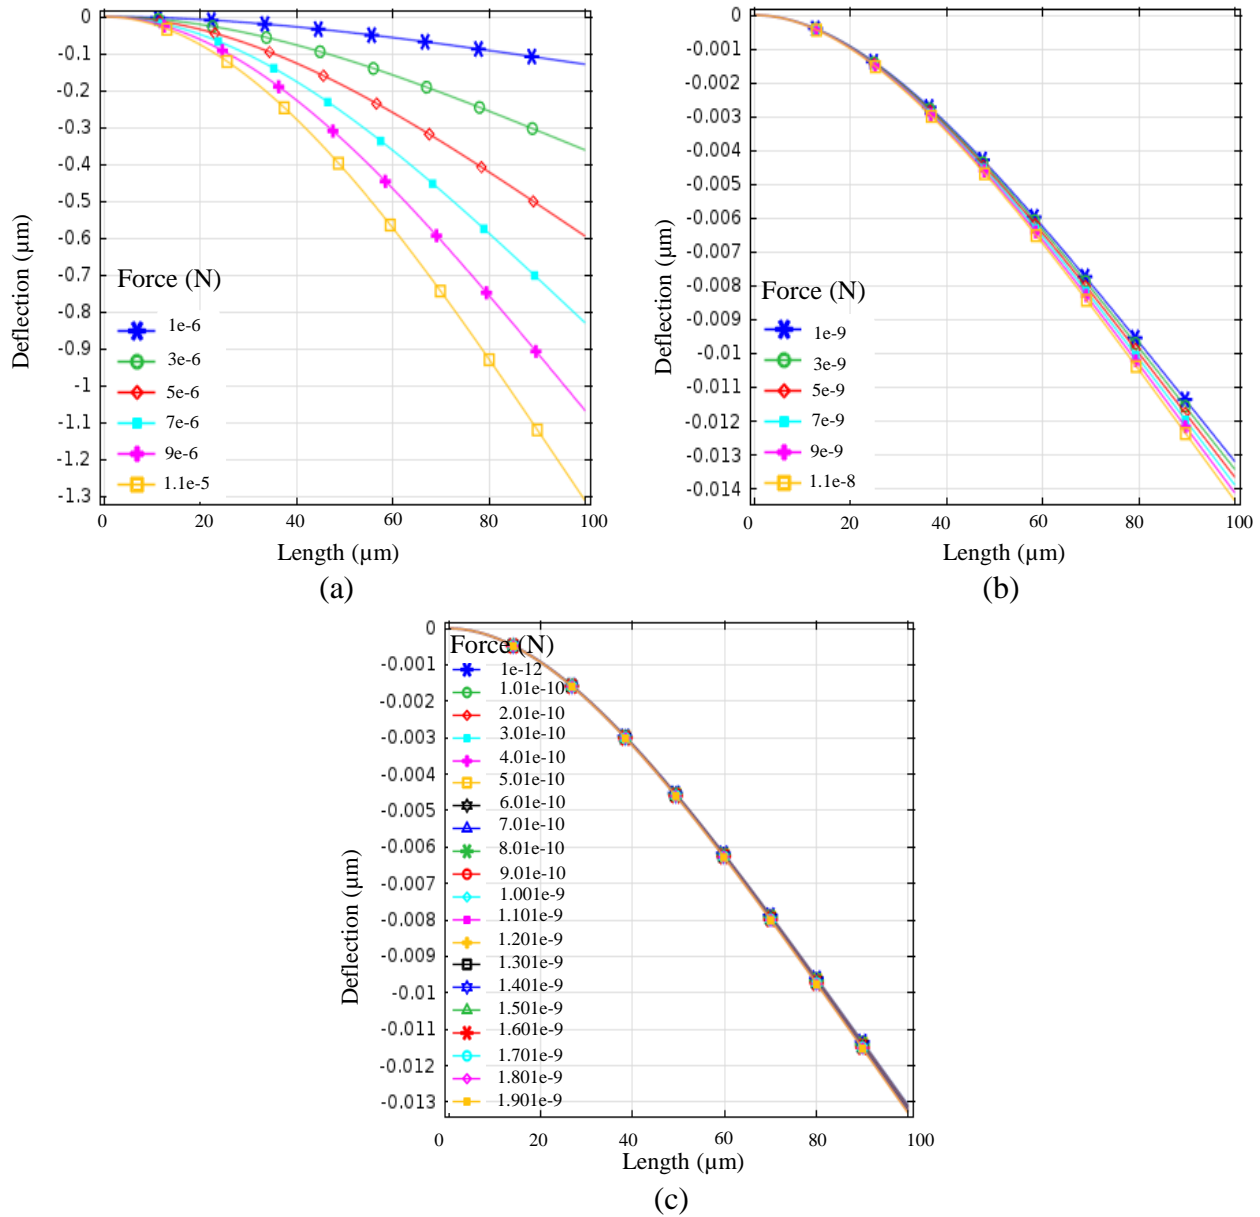 0
-0.1
-0.2
-0.3
-0.4
-0.5
-0.6
-0.7
-0.8
-0.9
-1
-1.1
-1.2
-1.3
Deflection (µm)
Force (N)
1e-6
3e-6
5e-6
7e-6
9e-6
1.1e-5
0 20 40 60 80 100
Length (µm)
(a)
0
-0.001
-0.002
-0.003
-0.004
-0.005
-0.006
-0.007
-0.008
-0.009
-0.01
-0.011
-0.012
-0.013
-0.014
Deflection (µm)
Force (N)
1e-9
3e-9
5e-9
7e-9
9e-9
1.1e-8
0 20 40 60 80 100
Length (µm)
(b)
0
-0.001
-0.002
-0.003
-0.004
-0.005
-0.006
-0.007
-0.008
-0.009
-0.01
-0.011
-0.012
-0.013
Deflection (µm)
Force (N)
1e-12
1.01e-10
2.01e-10
3.01e-10
4.01e-10
5.01e-10
6.01e-10
7.01e-10
8.01e-10
9.01e-10
1.001e-9
1.101e-9
1.201e-9
1.301e-9
1.401e-9
1.501e-9
1.601e-9
1.701e-9
1.801e-9
1.901e-9
0 20 40 60 80 100
Length (µm)
(c)